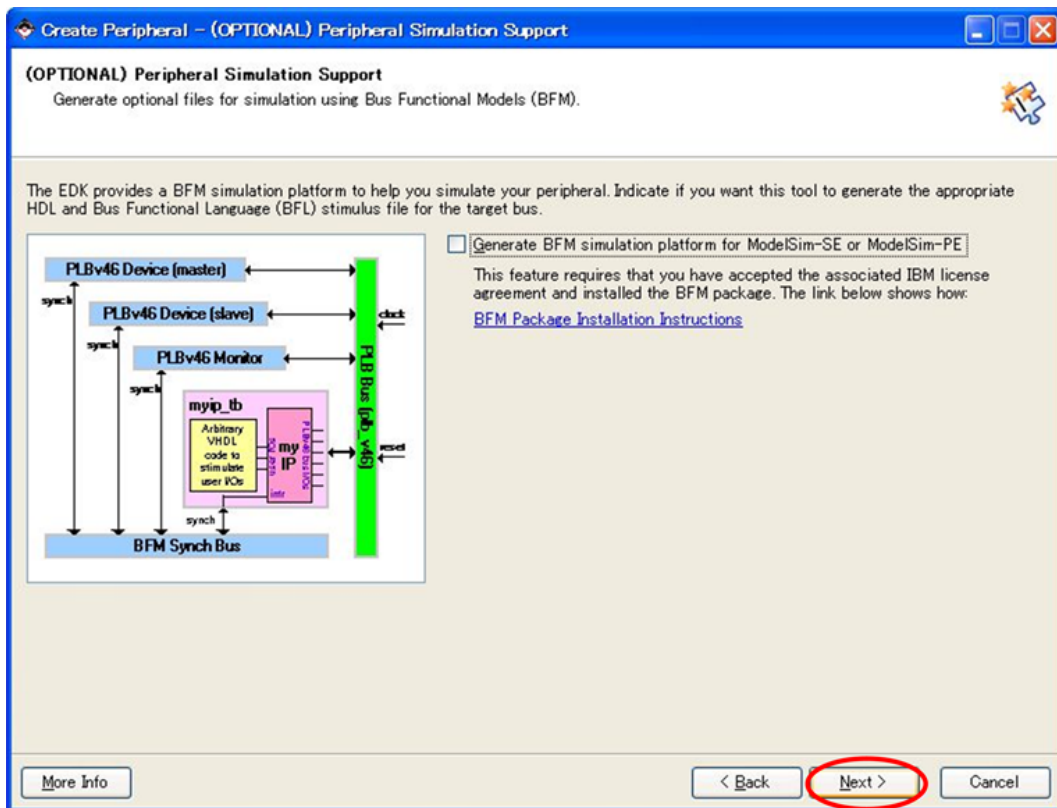 Create Peripheral - (OPTIONAL) Peripheral Simulation Support
(OPTIONAL) Peripheral Simulation Support
Generate optional files for simulation using Bus Functional Models (BFM).
The EDK provides a BFM simulation platform to help you simulate your peripheral. Indicate if you want this tool to generate the appropriate
HDL and Bus Functional Language (BFL) stimulus file for the target bus.
PLBv46 Device (master)
synch
PLBv46 Device (slave)
clock
synch
PLBv46 Monitor
synch
PLB Bus (plb_v46)
myip_tb
Arbitrary
VHDL
code to
stimulate
user I/Os
my
IP
PLBv46 bus I/Os
intr
reset
synch
BFM Synch Bus
Generate BFM simulation platform for ModelSim-SE or ModelSim-PE
This feature requires that you have accepted the associated IBM license
agreement and installed the BFM package. The link below shows how:
BFM Package Installation Instructions
More Info
< Back
Next >
Cancel